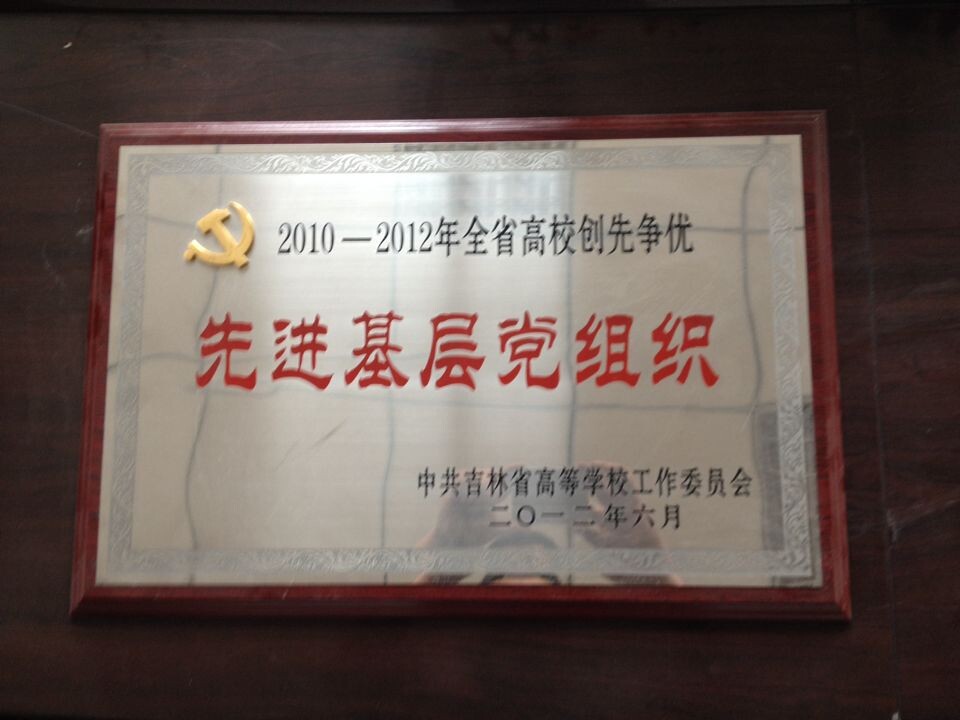 2010—2012年全省高校创先争优
先进基层党组织
中共吉林省高等学校工作委员会
二〇一二年六月